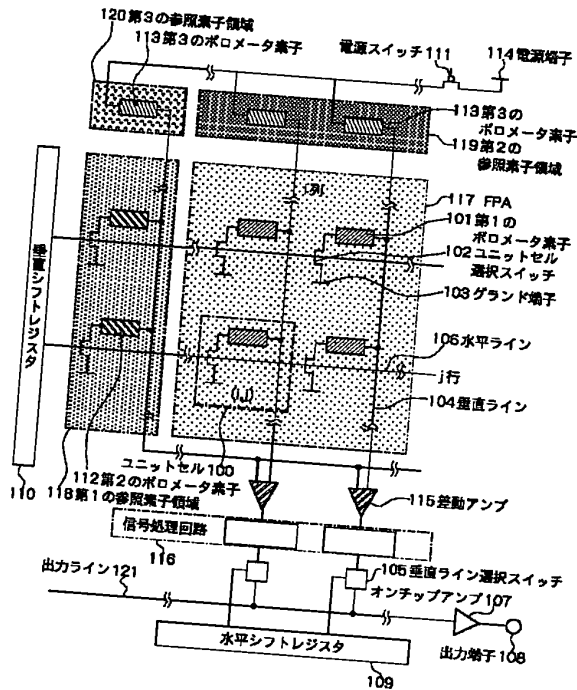 120第3の参照素子領域
113第3のボロメータ素子
電源スイッチ111
114電源端子
113第3の
ボロメータ素子
119第2の
参照素子領域
i列
117 FPA
101第1の
ボロメータ素子
102ユニットセル
選択スイッチ
103グランド端子
垂直シフトレジスタ
106水平ライン
j行
(i,j)
104垂直ライン
ユニットセル100
110
112第2のボロメータ素子
118第1の参照素子領域
115差動アンプ
信号処理回路
116
105垂直ライン選択スイッチ
出力ライン121
オンチップアンプ107
水平シフトレジスタ
出力端子108
109